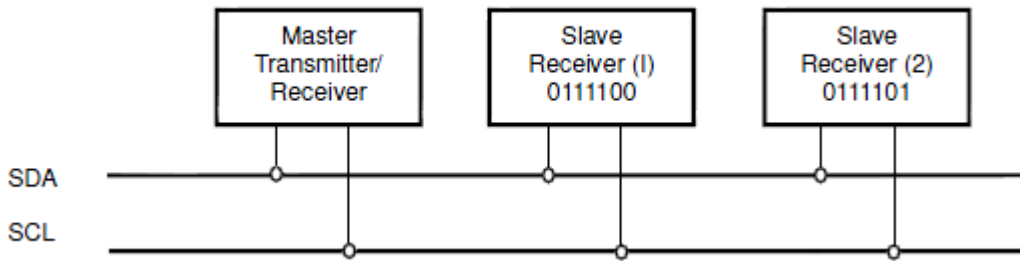 Master
Transmitter/
Receiver
Slave
Receiver (I)
0111100
Slave
Receiver (2)
0111101
SDA
SCL